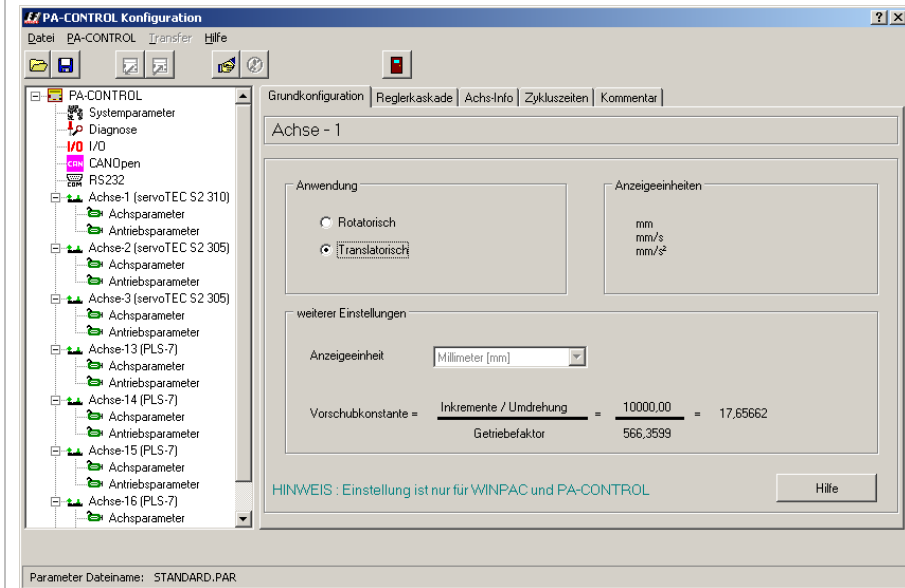 PA-CONTROL Konfiguration
Datei PA-CONTROL Transfer Hilfe
PA-CONTROL
Systemparameter
Diagnose
I/O I/O
CAN CANOpen
COM RS232
Achse-1 (servoTEC S2 310)
Achsparameter
Antriebsparameter
Achse-2 (servoTEC S2 305)
Achsparameter
Antriebsparameter
Achse-3 (servoTEC S2 305)
Achsparameter
Antriebsparameter
Achse-13 (PLS-7)
Achsparameter
Antriebsparameter
Achse-14 (PLS-7)
Achsparameter
Antriebsparameter
Achse-15 (PLS-7)
Achsparameter
Antriebsparameter
Achse-16 (PLS-7)
Achsparameter
Grundkonfiguration Reglerkaskade Achs-Info Zykluszeiten Kommentar
Achse - 1
Anwendung
Rotatorisch
Translatorisch
Anzeigeeinheiten
mm
mm/s
mm/s²
weiterer Einstellungen
Anzeigeeinheit Millimeter [mm]
Vorschubkonstante = Inkremente / Umdrehung = 10000,00 = 17,65662
Getriebefaktor 566,3599
HINWEIS : Einstellung ist nur für WINPAC und PA-CONTROL
Hilfe
Parameter Dateiname: STANDARD.PAR